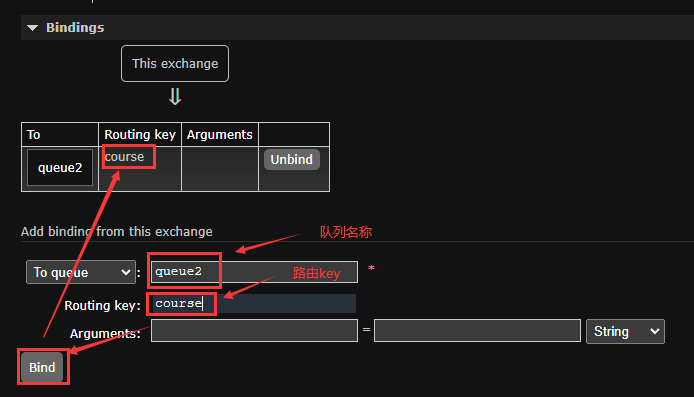 Bindings
This exchange
⇓
To Routing key Arguments
queue2 course Unbind
Add binding from this exchange
队列名称
To queue : queue2 *
路由key
Routing key: course
Arguments: = String
Bind